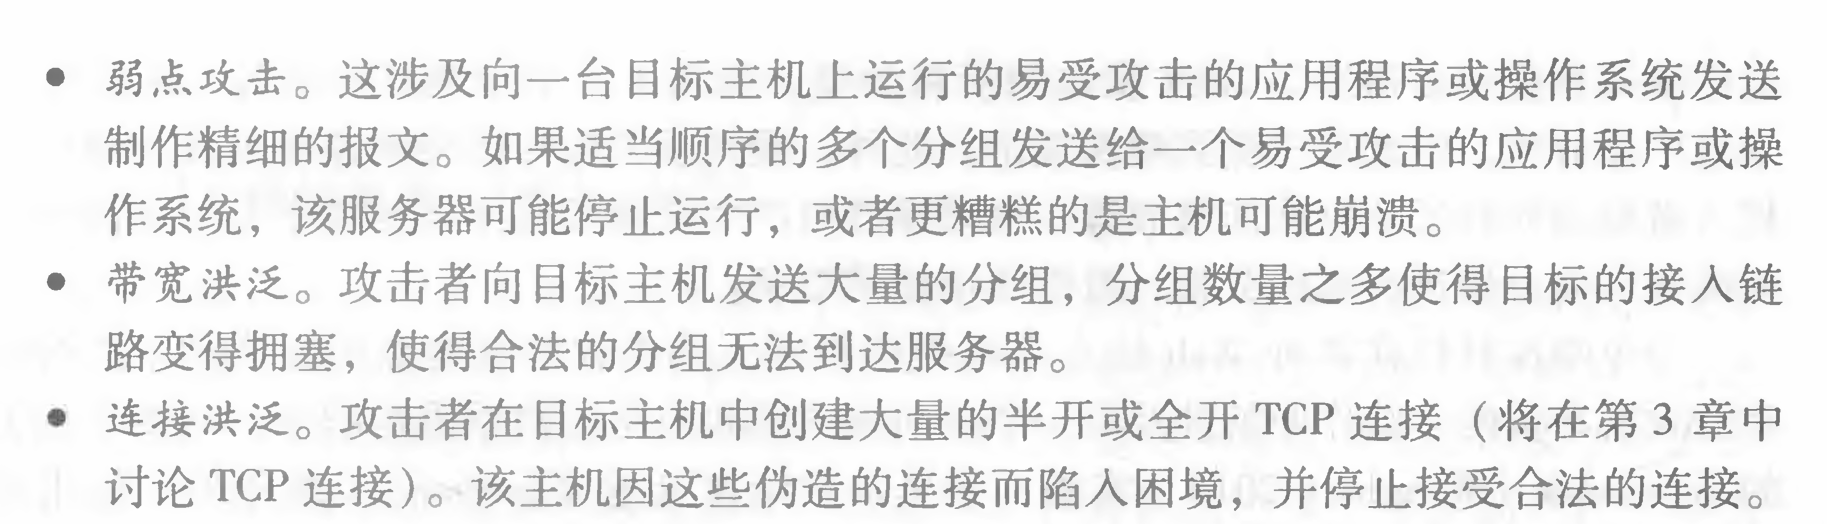 ● 弱点攻击。这涉及向一台目标主机上运行的易受攻击的应用程序或操作系统发送
制作精细的报文。如果适当顺序的多个分组发送给一个易受攻击的应用程序或操
作系统，该服务器可能停止运行，或者更糟糕的是主机可能崩溃。
● 带宽洪泛。攻击者向目标主机发送大量的分组，分组数量之多使得目标的接入链
路变得拥塞，使得合法的分组无法到达服务器。
● 连接洪泛。攻击者在目标主机中创建大量的半开或全开 TCP 连接（将在第 3 章中
讨论 TCP 连接）。该主机因这些伪造的连接而陷入困境，并停止接受合法的连接。